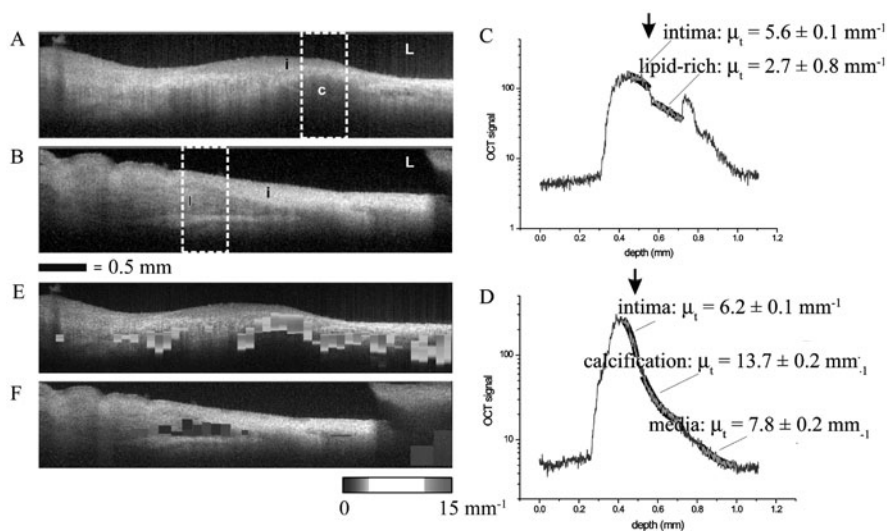 A
L
i
c
B
L
l
i
= 0.5 mm
E
F
0 15 mm⁻¹
C
intima: μt = 5.6 ± 0.1 mm⁻¹
lipid-rich: μt = 2.7 ± 0.8 mm⁻¹
OCT signal
100
10
1
0.0 0.2 0.4 0.6 0.8 1.0 1.2
depth (mm)
D
intima: μt = 6.2 ± 0.1 mm⁻¹
calcification: μt = 13.7 ± 0.2 mm-1
media: μt = 7.8 ± 0.2 mm-1
OCT signal
100
10
1
0.0 0.2 0.4 0.6 0.8 1.0 1.2
depth (mm)